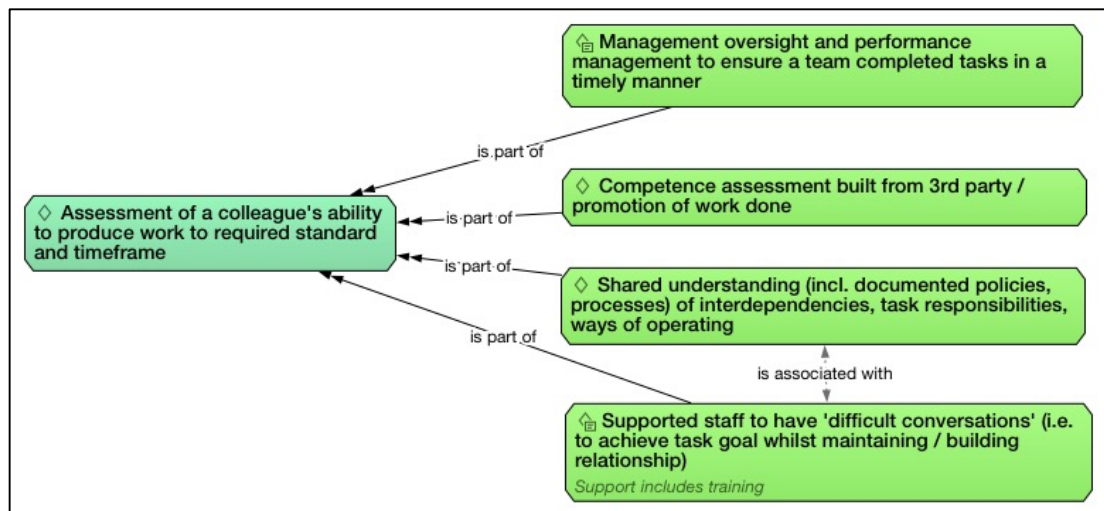 Management oversight and performance
management to ensure a team completed tasks in a
timely manner
is part of
Competence assessment built from 3rd party /
promotion of work done
is part of
Assessment of a colleague's ability
to produce work to required standard
and timeframe
is part of
Shared understanding (incl. documented policies,
processes) of interdependencies, task responsibilities,
ways of operating
is part of
is associated with
Supported staff to have 'difficult conversations' (i.e.
to achieve task goal whilst maintaining / building
relationship)
Support includes training